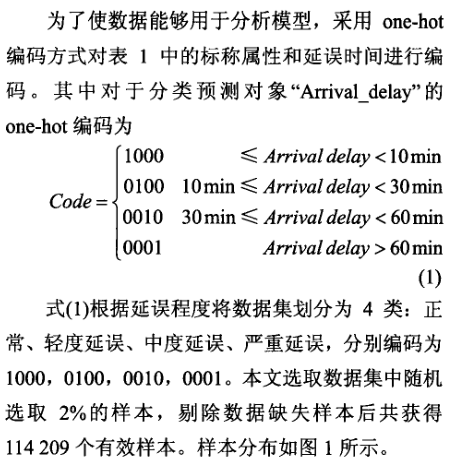 为了使数据能够用于分析模型，采用 one-hot
编码方式对表 1 中的标称属性和延误时间进行编
码。其中对于分类预测对象“Arrival_delay”的
one-hot 编码为
Code = { 1000 ≤ Arrival delay < 10 min
0100 10 min ≤ Arrival delay < 30 min
0010 30 min ≤ Arrival delay < 60 min
0001 Arrival delay > 60 min
(1)
式(1)根据延误程度将数据集划分为 4 类：正
常、轻度延误、中度延误、严重延误，分别编码为
1000，0100，0010，0001。本文选取数据集中随机
选取 2%的样本，剔除数据缺失样本后共获得
114 209 个有效样本。样本分布如图 1 所示。